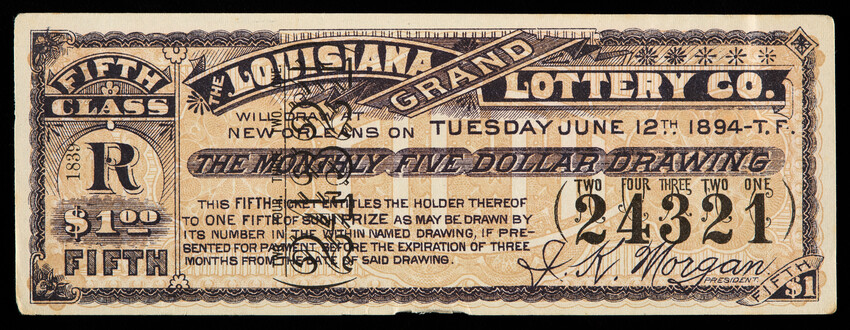 FIFTH
CLASS
1839
R
$1.00
FIFTH
THE LOUISIANA
GRAND
LOTTERY CO.
WILL DRAW AT
NEW ORLEANS ON TUESDAY JUNE 12TH 1894-T.F.
THE MONTHLY FIVE DOLLAR DRAWING
THIS FIFTH ENTITLES THE HOLDER THEREOF
TO ONE FIFTH OF SUCH PRIZE AS MAY BE DRAWN BY
ITS NUMBER IN THE WITHIN NAMED DRAWING, IF PRE-
SENTED FOR PAYMENT BEFORE THE EXPIRATION OF THREE
MONTHS FROM THE DATE OF SAID DRAWING.
TWO FOUR THREE TWO ONE
(24321)
J. K. Morgan
PRESIDENT.
FIFTH
$1